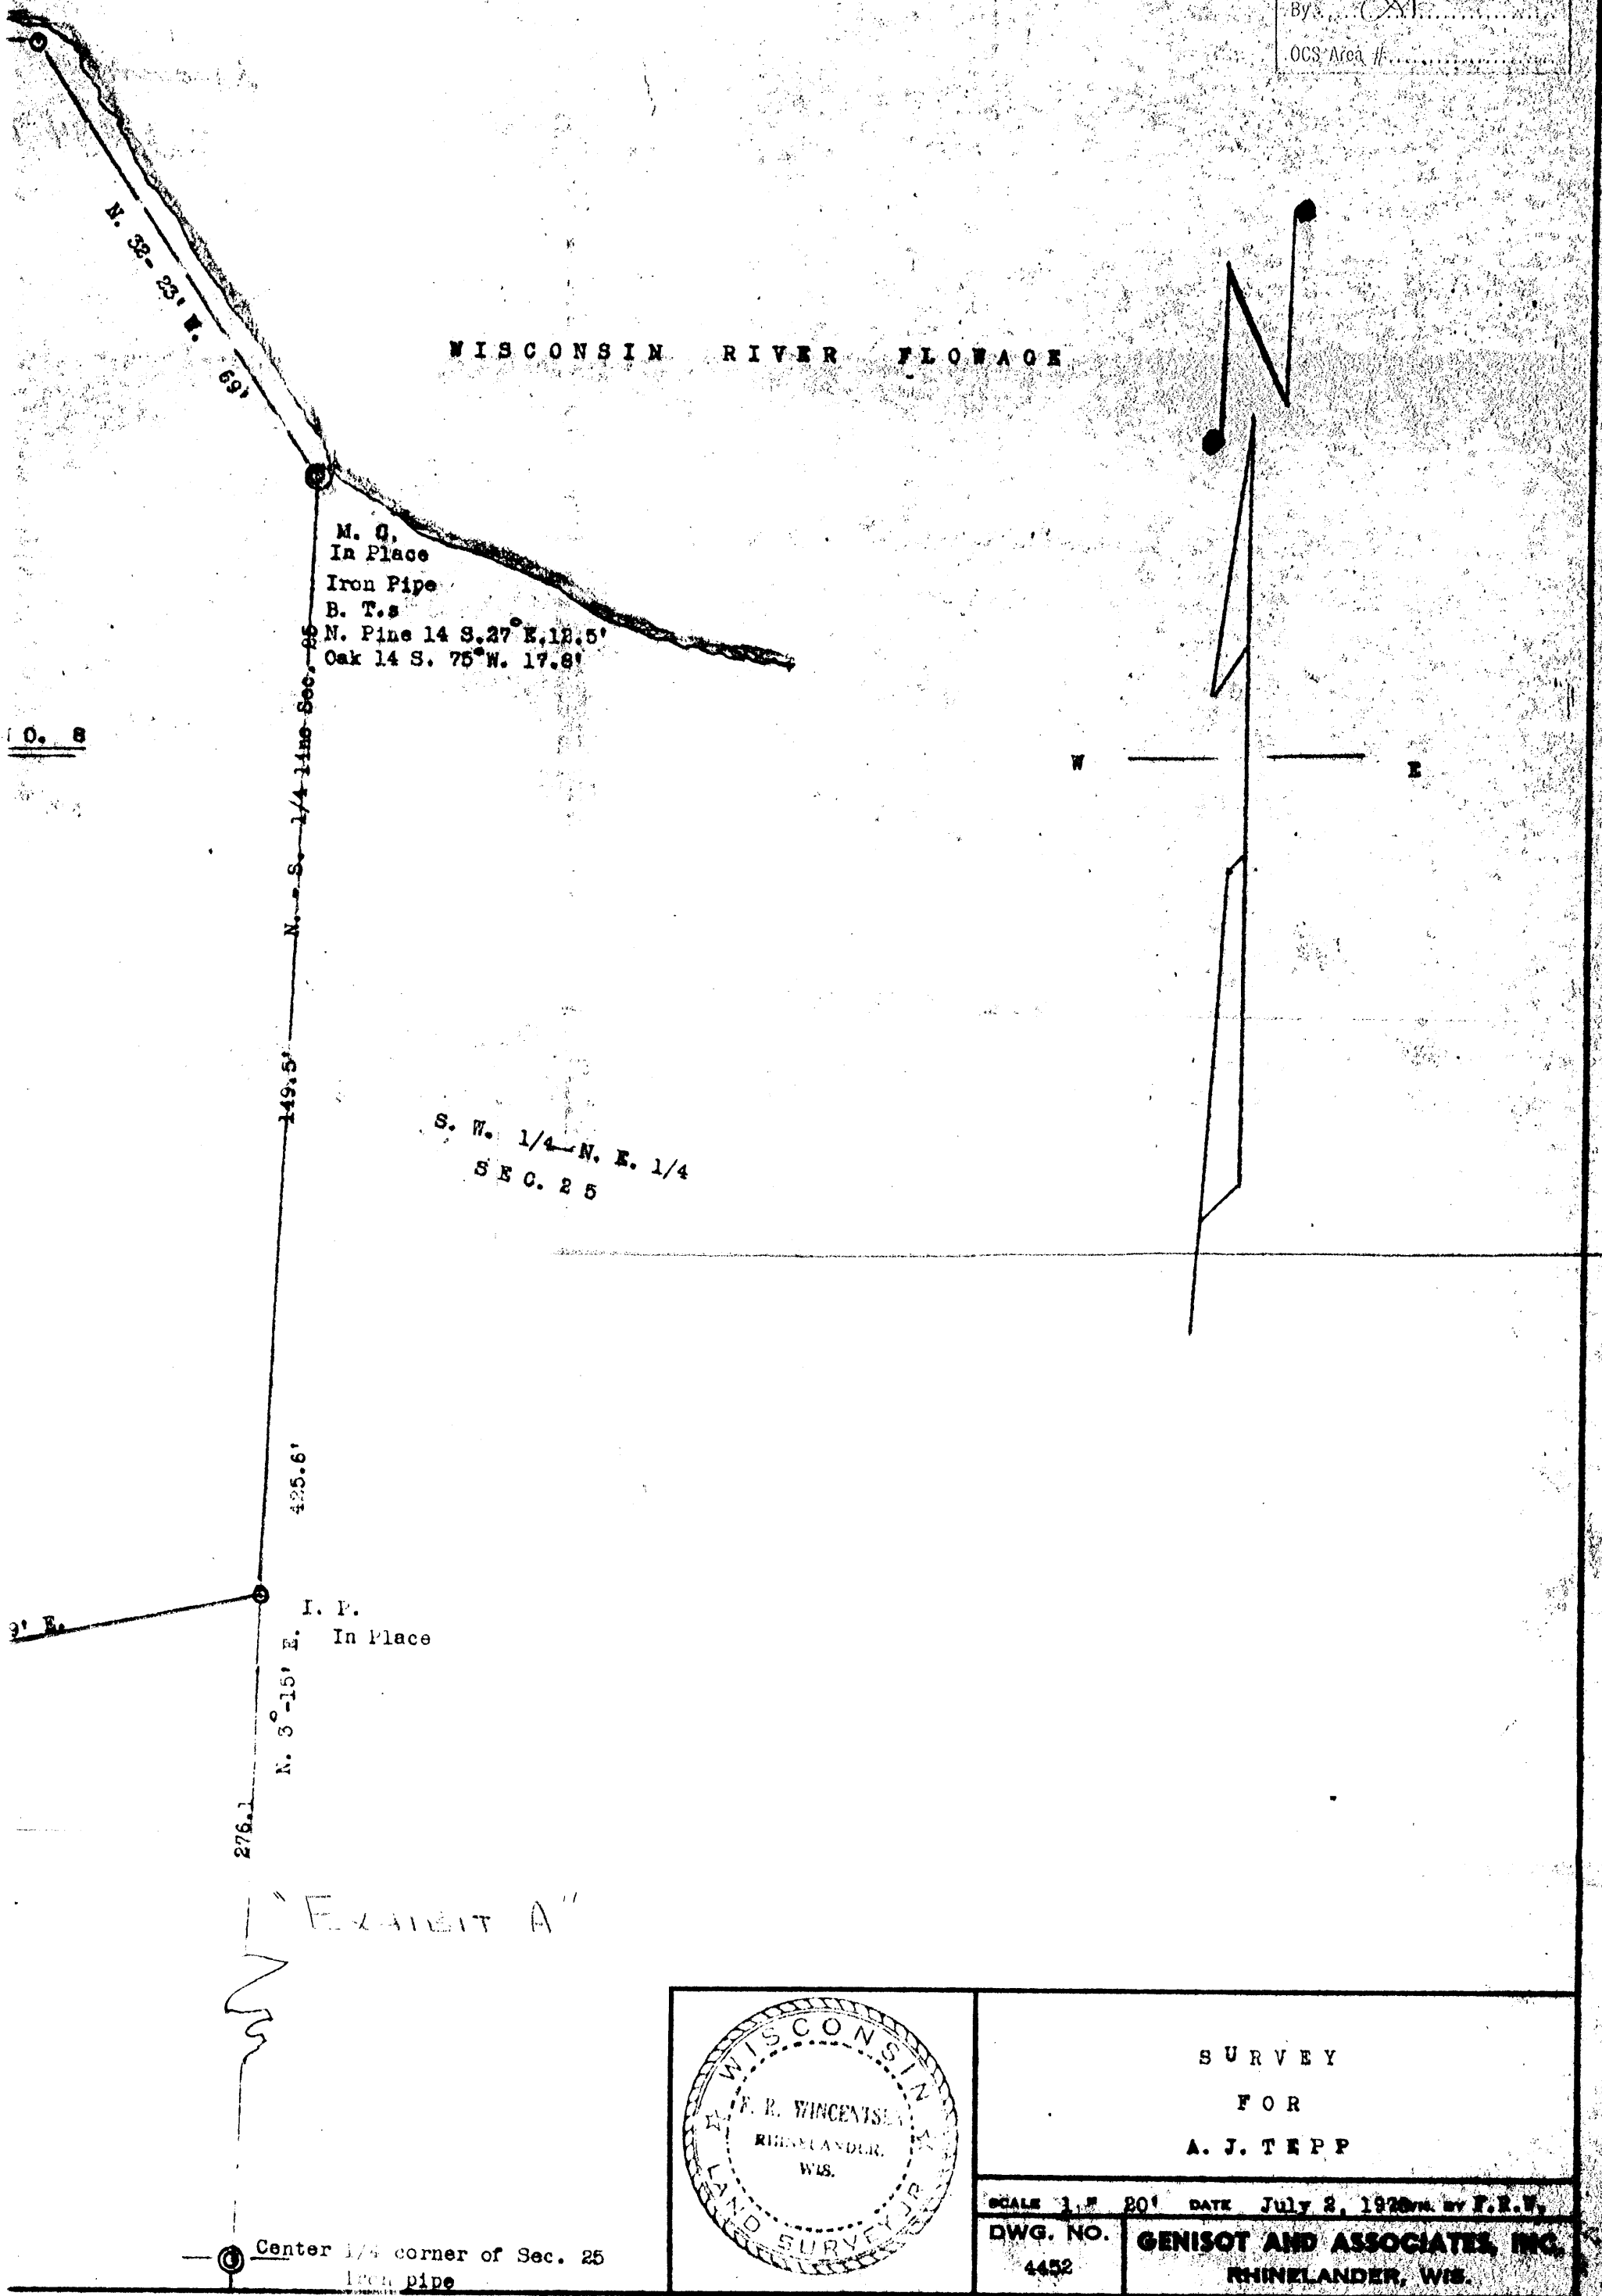 By
OCS Area #
N. 32- 23' W.
69'
WISCONSIN RIVER FLOWAGE
M. C.
In Place
Iron Pipe
B. T.s
N. Pine 14 S.27° E.12.5'
Oak 14 S. 75° W. 17.8'
N. - S. 1/4 line Sec. 25
O. 8
W E
149.5'
S. W. 1/4 - N. E. 1/4
SEC. 25
425.6'
9' E.
I. P.
In Place
N. 3°-15' E.
276.1
"EXHIBIT A"
WISCONSIN
RHINELANDER,
WIS.
LAND SURVEYOR
SURVEY
FOR
A. J. TEPP
SCALE 1" = 20' DATE July 2, BY F.R.W.
DWG. NO.
4452
GENISOT AND ASSOCIATES, INC.
RHINELANDER, WIS.
Center 1/4 corner of Sec. 25
Iron pipe